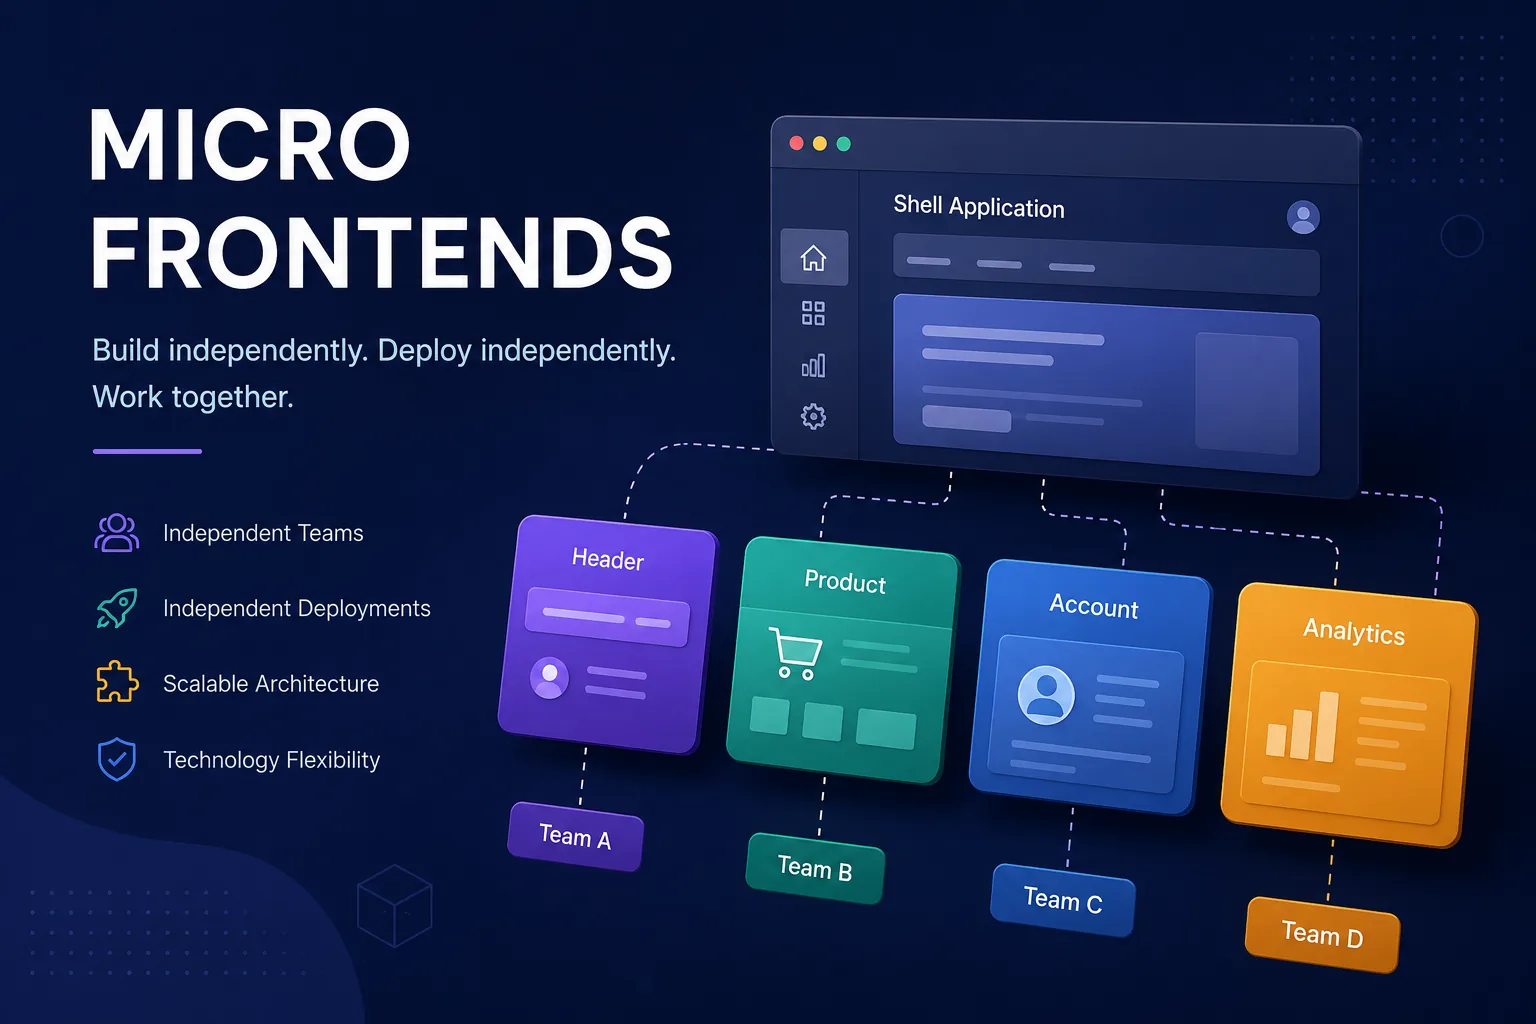 MICRO
FRONTENDS
Build independently. Deploy independently.
Work together.
Independent Teams
Independent Deployments
Scalable Architecture
Technology Flexibility
Shell Application
Header
Product
Account
Analytics
Team A
Team B
Team C
Team D